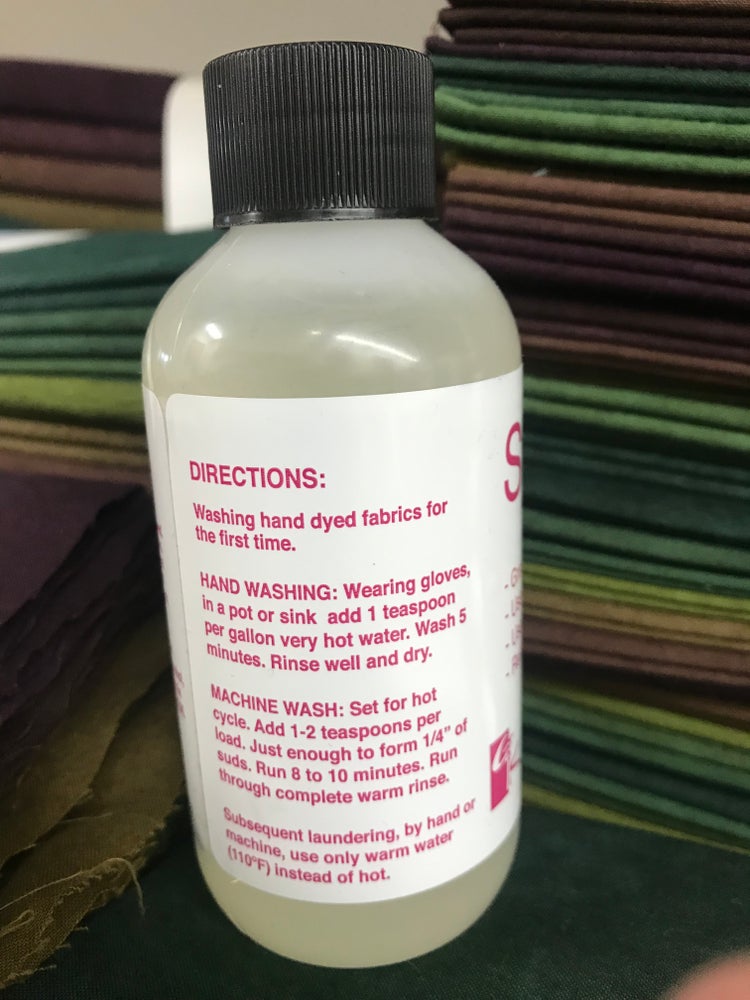 DIRECTIONS:
Washing hand dyed fabrics for
the first time.
HAND WASHING: Wearing gloves,
in a pot or sink add 1 teaspoon
per gallon very hot water. Wash 5
minutes. Rinse well and dry.
MACHINE WASH: Set for hot
cycle. Add 1-2 teaspoons per
load. Just enough to form 1/4" of
suds. Run 8 to 10 minutes. Run
through complete warm rinse.
Subsequent laundering, by hand or
machine, use only warm water
(110°F) instead of hot.
S